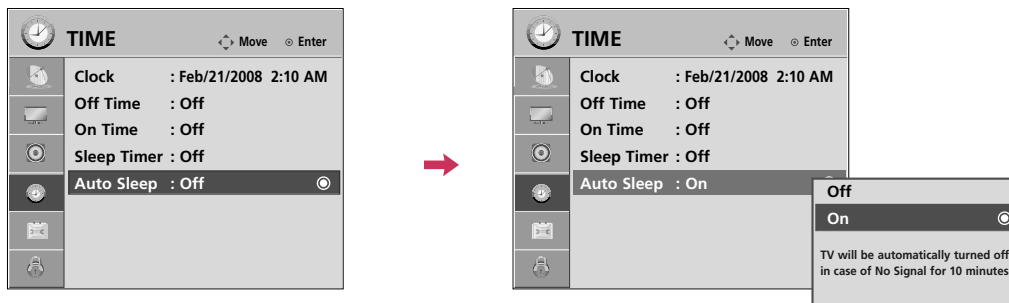 TIME Move Enter
Clock : Feb/21/2008 2:10 AM
Off Time : Off
On Time : Off
Sleep Timer : Off
Auto Sleep : Off
TIME Move Enter
Clock : Feb/21/2008 2:10 AM
Off Time : Off
On Time : Off
Sleep Timer : Off
Auto Sleep : On
Off
On
TV will be automatically turned off
in case of No Signal for 10 minutes